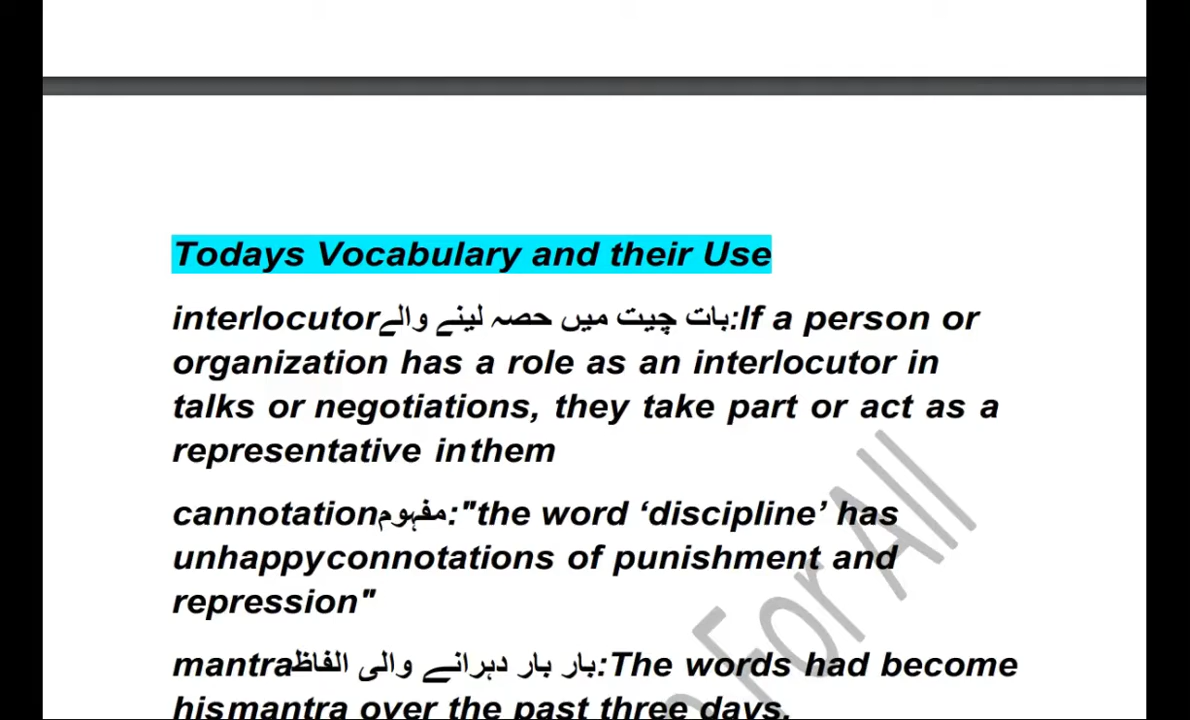 Todays Vocabulary and their Use
interlocutorبات چیت میں حصہ لینے والے:If a person or
organization has a role as an interlocutor in
talks or negotiations, they take part or act as a
representative inthem
cannotationمفہوم:"the word ‘discipline’ has
unhappyconnotations of punishment and
repression"
mantraبار بار دہرانے والی الفاظ:The words had become
hismantra over the past three days.
For All